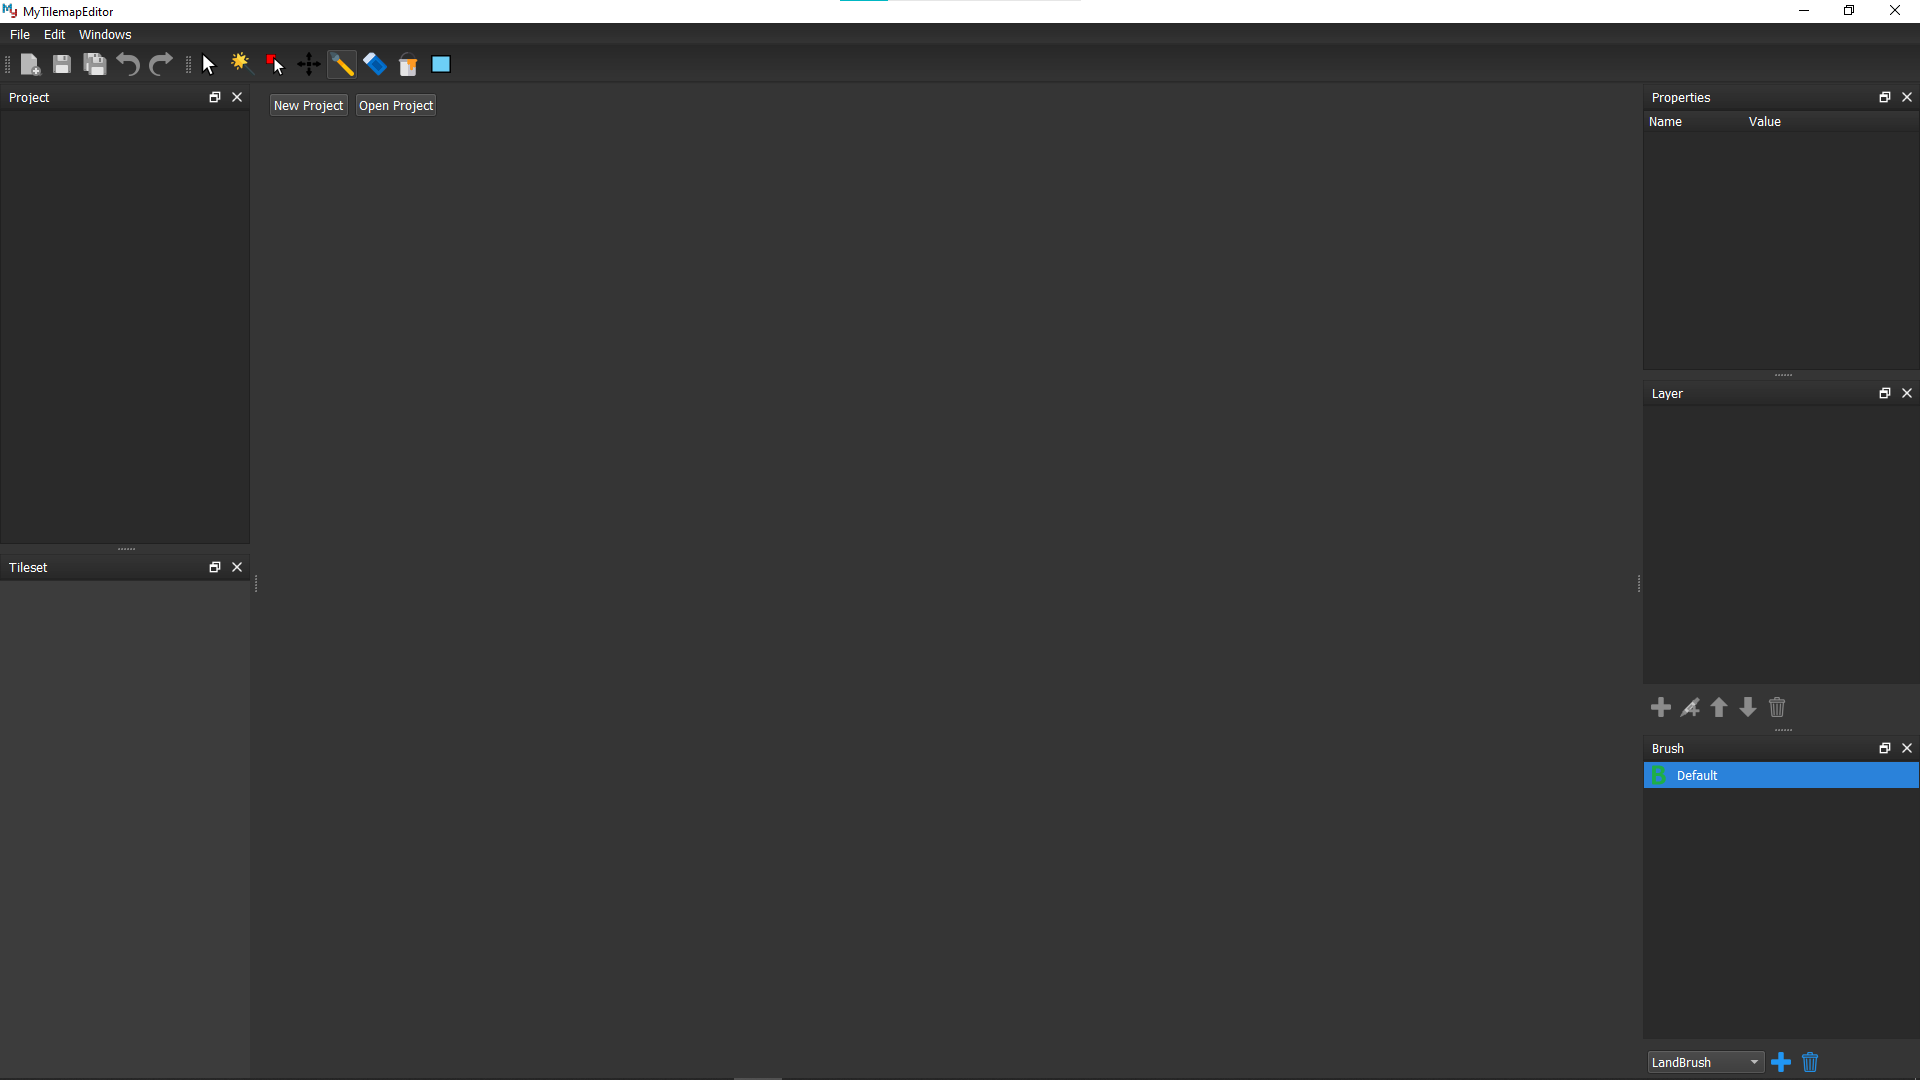 MyTilemapEditor
File Edit Windows
Project
New Project Open Project
Properties
Name Value
Tileset
Layer
Brush
B Default
LandBrush